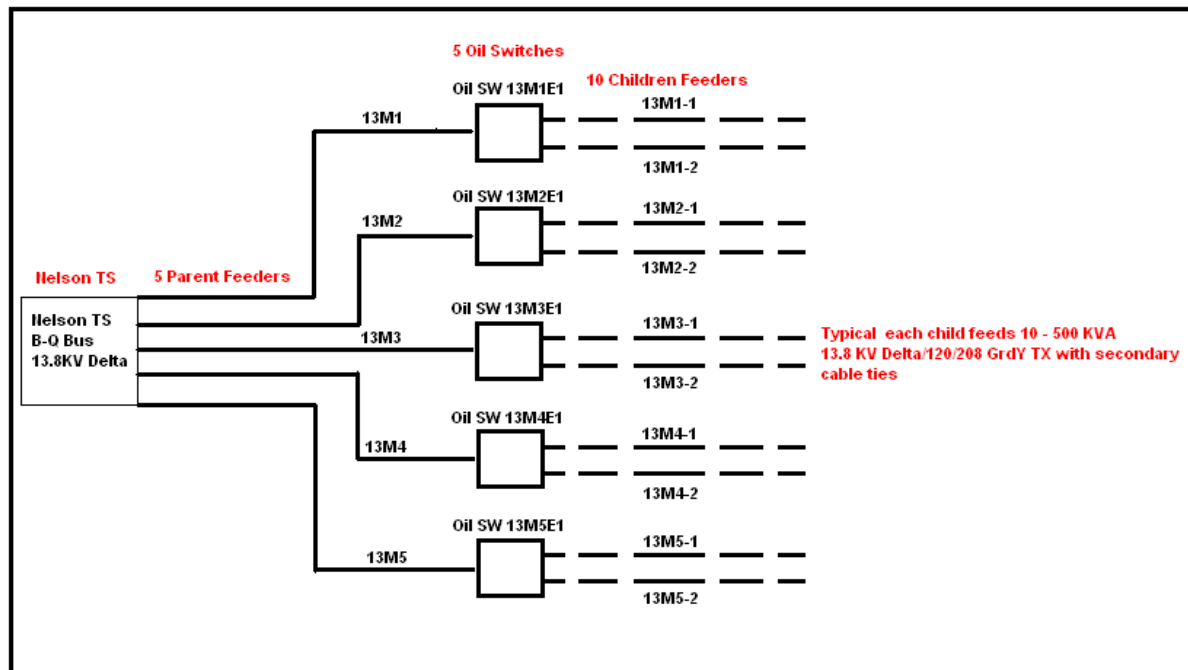 5 Oil Switches
Oil SW 13M1E1
10 Children Feeders
13M1-1
13M1
13M1-2
Oil SW 13M2E1
13M2-1
13M2
13M2-2
Nelson TS
5 Parent Feeders
Nelson TS
B-Q Bus
13.8KV Delta
Oil SW 13M3E1
13M3-1
13M3
13M3-2
Typical each child feeds 10 - 500 KVA
13.8 KV Delta/120/208 GrdY TX with secondary
cable ties
Oil SW 13M4E1
13M4-1
13M4
13M4-2
Oil SW 13M5E1
13M5-1
13M5
13M5-2